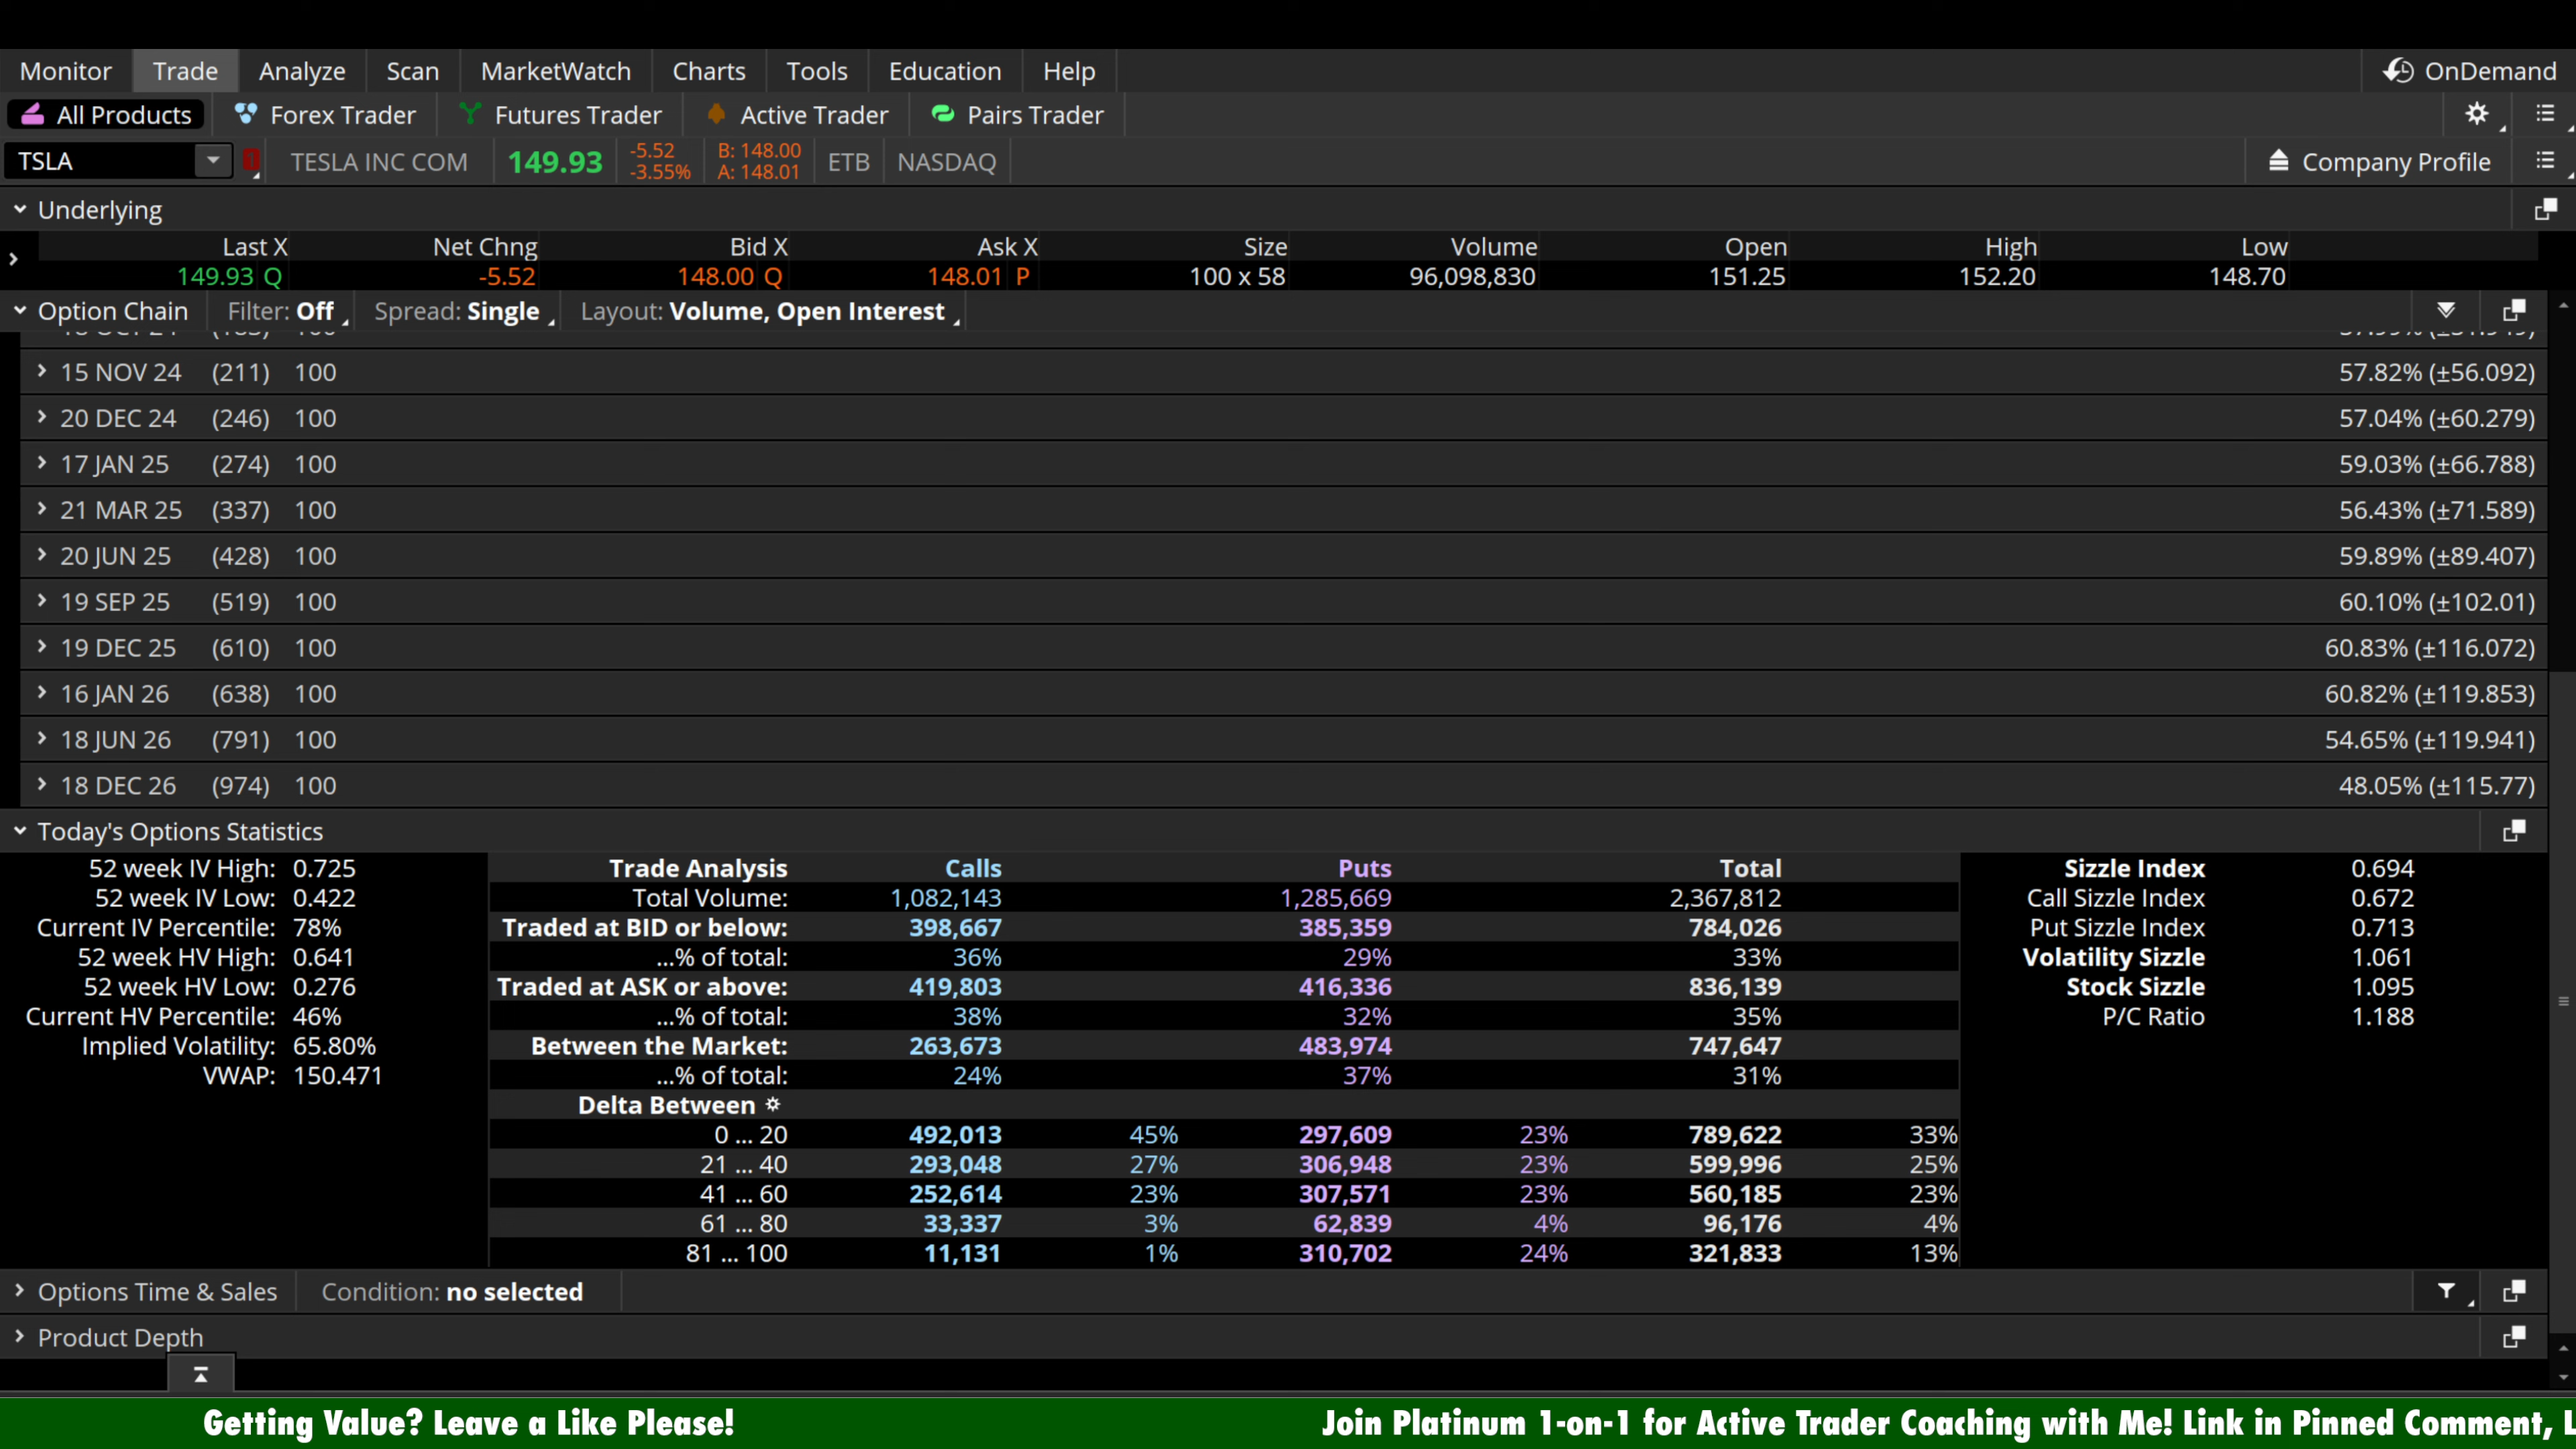 Monitor Trade Analyze Scan MarketWatch Charts Tools Education Help OnDemand
All Products Forex Trader Futures Trader Active Trader Pairs Trader
TSLA TESLA INC COM 149.93 -5.52 -3.55% B: 148.00 A: 148.01 ETB NASDAQ Company Profile
Underlying
Last X Net Chng Bid X Ask X Size Volume Open High Low
149.93 Q -5.52 148.00 Q 148.01 P 100 x 58 96,098,830 151.25 152.20 148.70
Option Chain Filter: Off Spread: Single Layout: Volume, Open Interest
15 NOV 24 (211) 100 57.82% (±56.092)
20 DEC 24 (246) 100 57.04% (±60.279)
17 JAN 25 (274) 100 59.03% (±66.788)
21 MAR 25 (337) 100 56.43% (±71.589)
20 JUN 25 (428) 100 59.89% (±89.407)
19 SEP 25 (519) 100 60.10% (±102.01)
19 DEC 25 (610) 100 60.83% (±116.072)
16 JAN 26 (638) 100 60.82% (±119.853)
18 JUN 26 (791) 100 54.65% (±119.941)
18 DEC 26 (974) 100 48.05% (±115.77)
Today's Options Statistics
52 week IV High: 0.725 Trade Analysis Calls Puts Total Sizzle Index 0.694
52 week IV Low: 0.422 Total Volume: 1,082,143 1,285,669 2,367,812 Call Sizzle Index 0.672
Current IV Percentile: 78% Traded at BID or below: 398,667 385,359 784,026 Put Sizzle Index 0.713
52 week HV High: 0.641 ...% of total: 36% 29% 33% Volatility Sizzle 1.061
52 week HV Low: 0.276 Traded at ASK or above: 419,803 416,336 836,139 Stock Sizzle 1.095
Current HV Percentile: 46% ...% of total: 38% 32% 35% P/C Ratio 1.188
Implied Volatility: 65.80% Between the Market: 263,673 483,974 747,647
VWAP: 150.471 ...% of total: 24% 37% 31%
Delta Between
0 ... 20 492,013 45% 297,609 23% 789,622 33%
21 ... 40 293,048 27% 306,948 23% 599,996 25%
41 ... 60 252,614 23% 307,571 23% 560,185 23%
61 ... 80 33,337 3% 62,839 4% 96,176 4%
81 ... 100 11,131 1% 310,702 24% 321,833 13%
Options Time & Sales Condition: no selected
Product Depth
Getting Value? Leave a Like Please! Join Platinum 1-on-1 for Active Trader Coaching with Me! Link in Pinned Comment, L